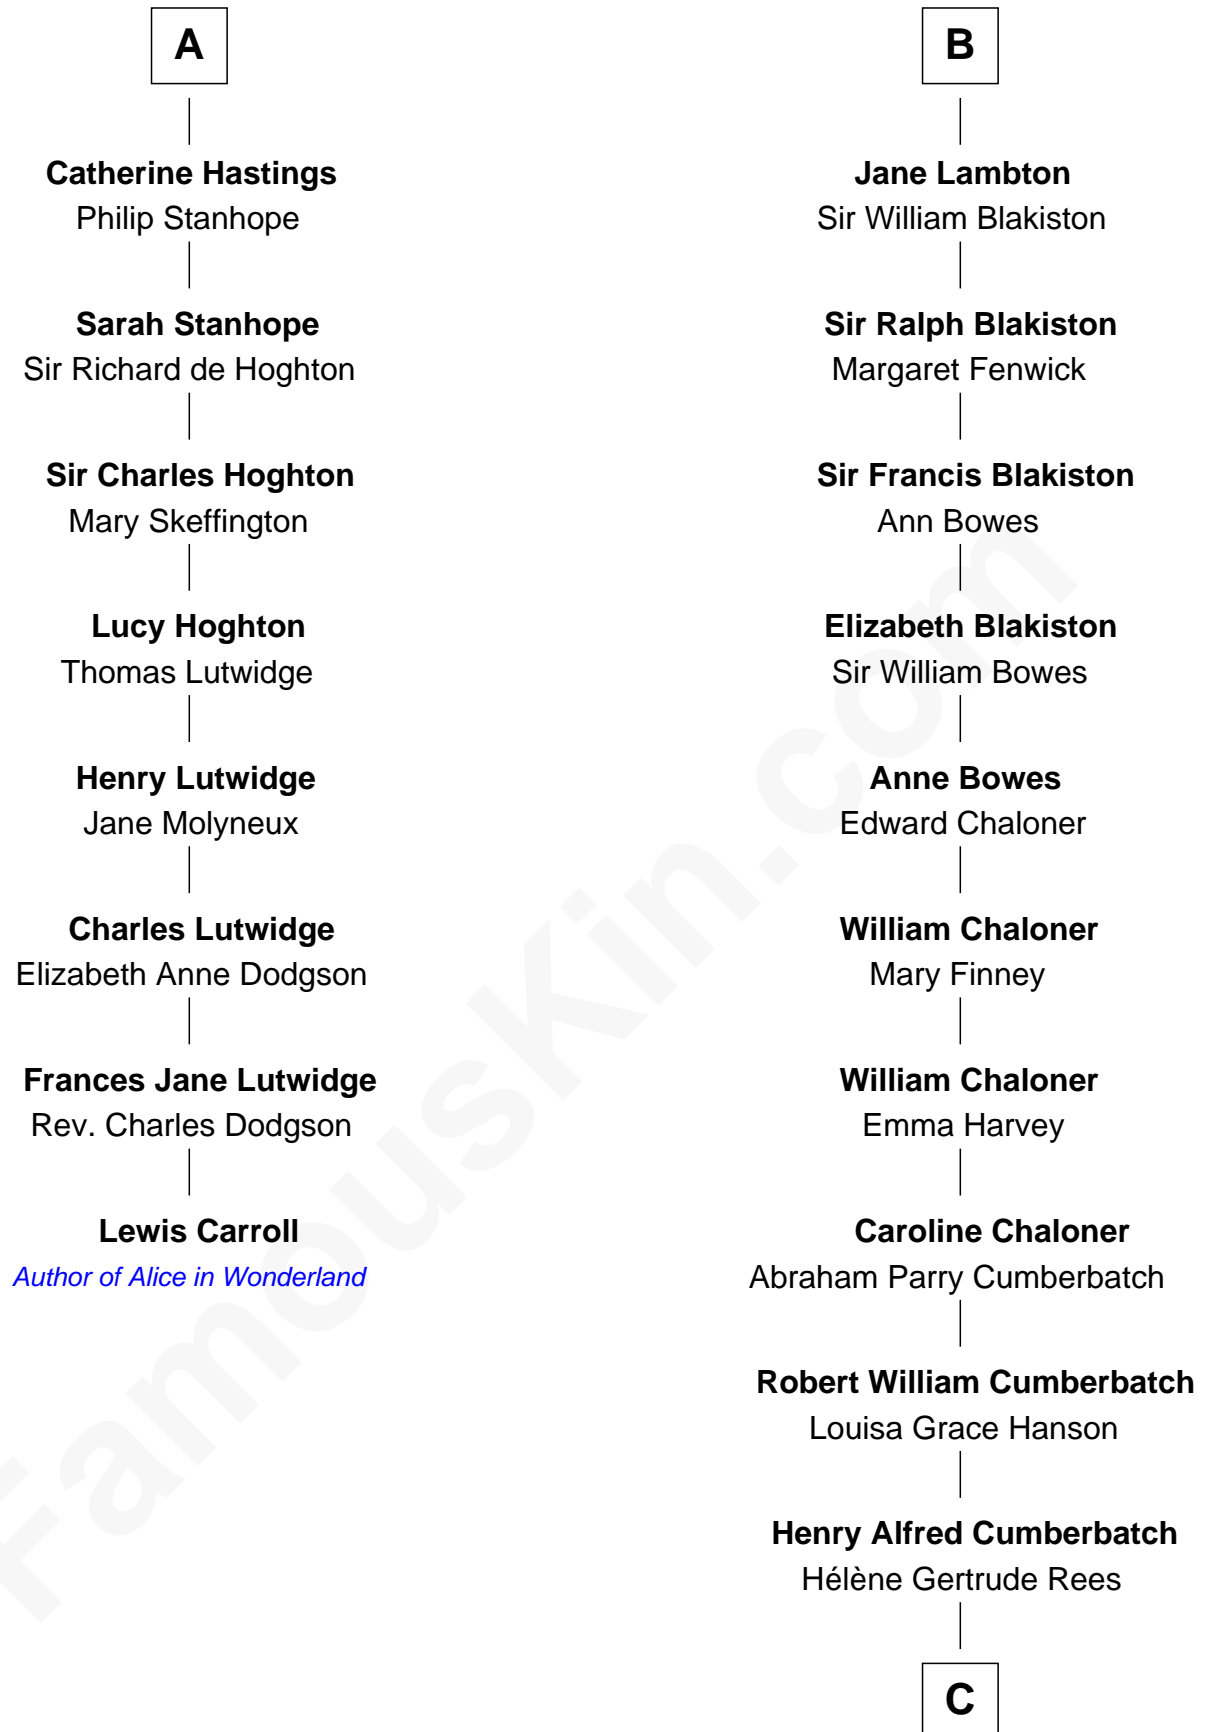 A
Catherine Hastings
Philip Stanhope
Sarah Stanhope
Sir Richard de Hoghton
Sir Charles Hoghton
Mary Skeffington
Lucy Hoghton
Thomas Lutwidge
Henry Lutwidge
Jane Molyneux
Charles Lutwidge
Elizabeth Anne Dodgson
Frances Jane Lutwidge
Rev. Charles Dodgson
Lewis Carroll
Author of Alice in Wonderland
B
Jane Lambton
Sir William Blakiston
Sir Ralph Blakiston
Margaret Fenwick
Sir Francis Blakiston
Ann Bowes
Elizabeth Blakiston
Sir William Bowes
Anne Bowes
Edward Chaloner
William Chaloner
Mary Finney
William Chaloner
Emma Harvey
Caroline Chaloner
Abraham Parry Cumberbatch
Robert William Cumberbatch
Louisa Grace Hanson
Henry Alfred Cumberbatch
Hélène Gertrude Rees
C
FamousKin.com